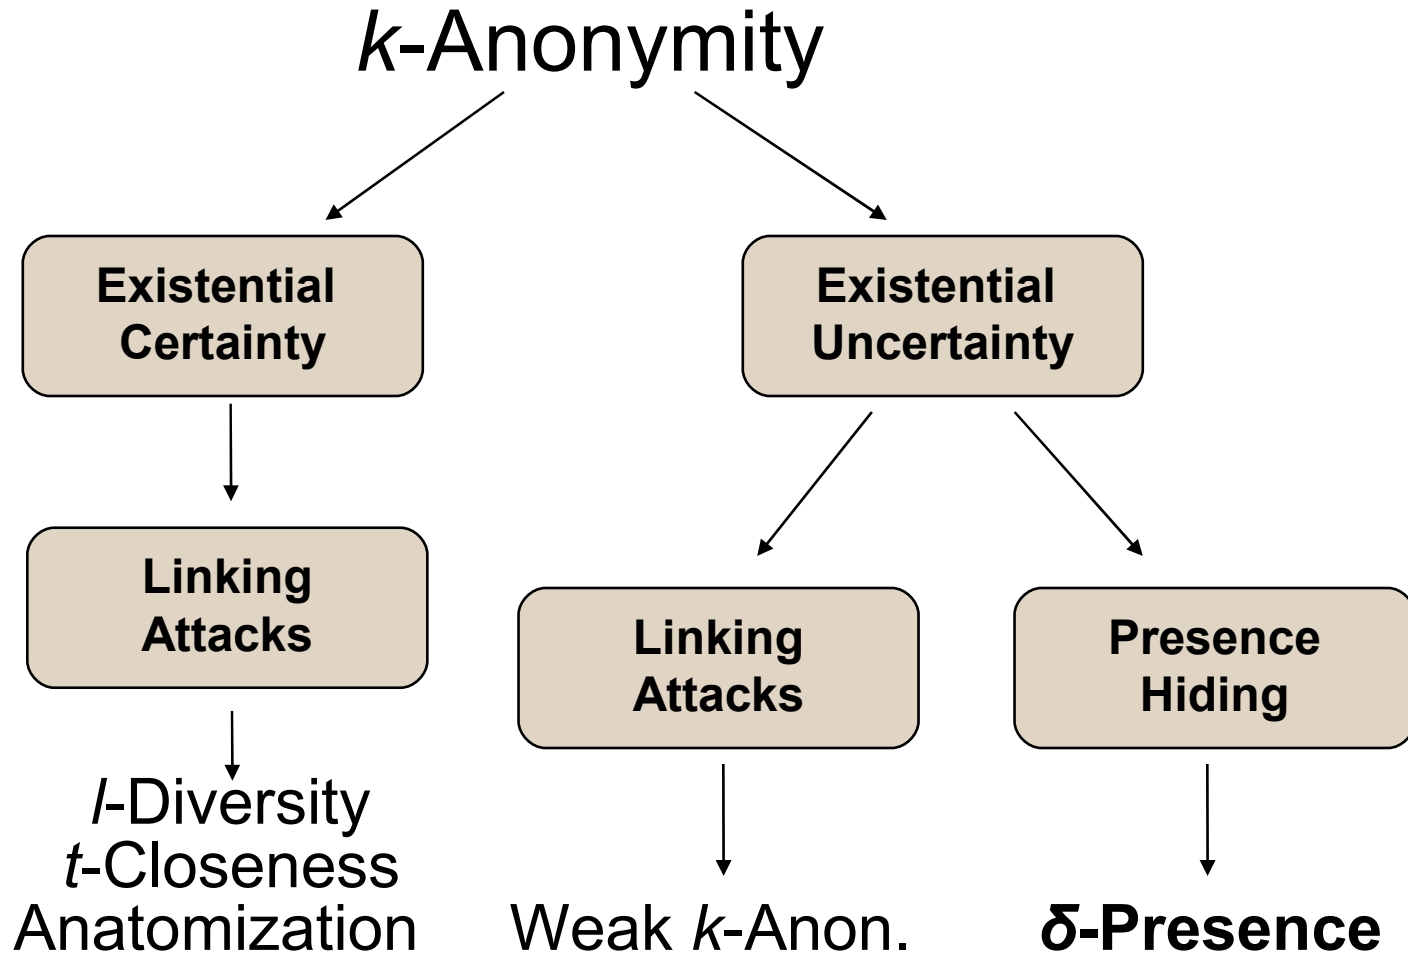 k-Anonymity
Existential
Certainty
Existential
Uncertainty
Linking
Attacks
Linking
Attacks
Presence
Hiding
l-Diversity
t-Closeness
Anatomization
Weak k-Anon.
δ-Presence